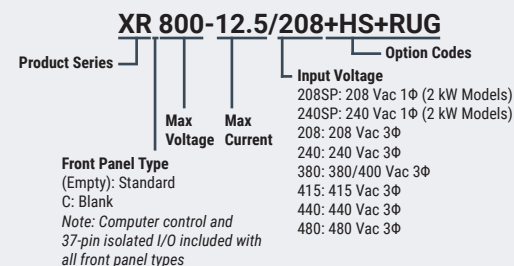 XR 800-12.5/208+HS+RUG
Product Series
Option Codes
Max
Voltage
Max
Current
Front Panel Type
(Empty): Standard
C: Blank
Note: Computer control and
37-pin isolated I/O included with
all front panel types
Input Voltage
208SP: 208 Vac 1Φ (2 kW Models)
240SP: 240 Vac 1Φ (2 kW Models)
208: 208 Vac 3Φ
240: 240 Vac 3Φ
380: 380/400 Vac 3Φ
415: 415 Vac 3Φ
440: 440 Vac 3Φ
480: 480 Vac 3Φ